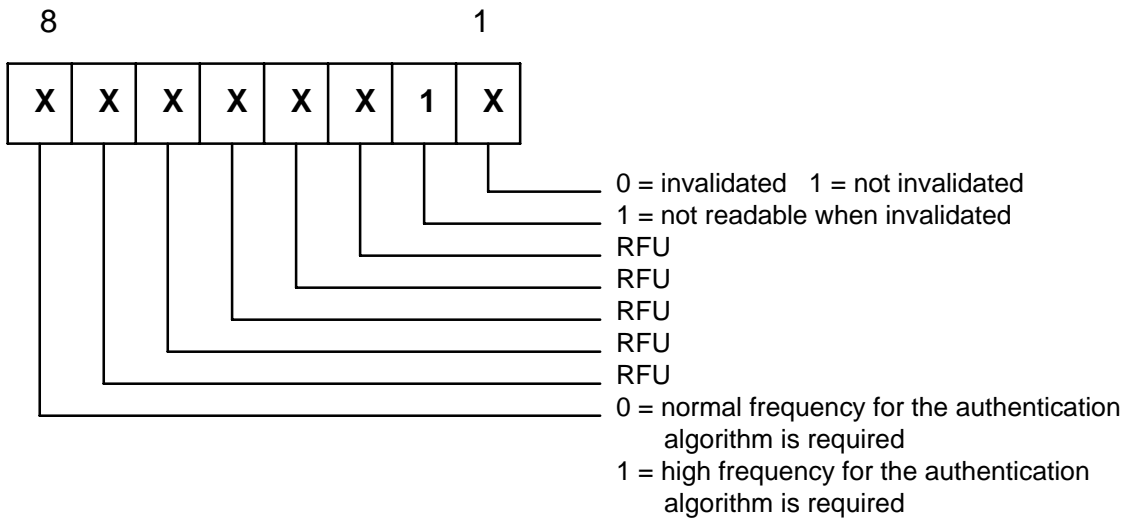 8 1
X X X X X X 1 X
0 = invalidated 1 = not invalidated
1 = not readable when invalidated
RFU
RFU
RFU
RFU
RFU
0 = normal frequency for the authentication
algorithm is required
1 = high frequency for the authentication
algorithm is required